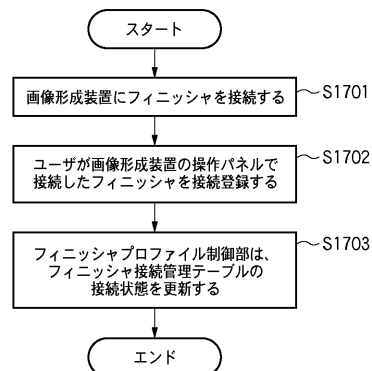 スタート
画像形成装置にフィニッシャを接続する
S1701
ユーザが画像形成装置の操作パネルで
接続したフィニッシャを接続登録する
S1702
フィニッシャプロファイル制御部は、
フィニッシャ接続管理テーブルの
接続状態を更新する
S1703
エンド